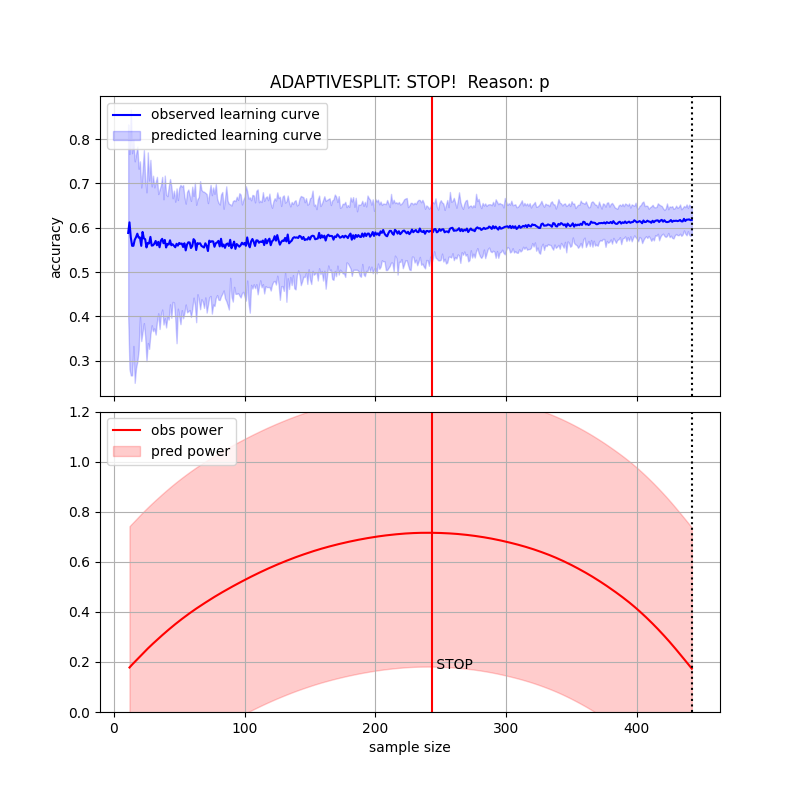 ADAPTIVESPLIT: STOP!  Reason: p
observed learning curve
predicted learning curve
0.8
0.7
0.6
0.5
0.4
0.3
accuracy
obs power
pred power
1.2
1.0
0.8
0.6
0.4
0.2
0.0
STOP
0 100 200 300 400
sample size